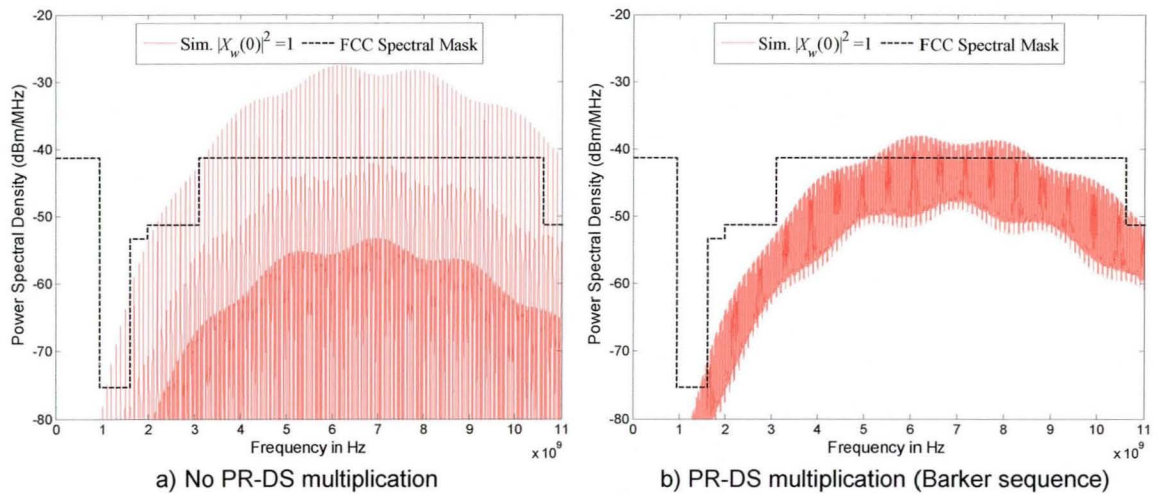 -20
-30
-40
-50
-60
-70
-80
Power Spectral Density (dBm/MHz)
Sim. |X_w(0)|² =1
FCC Spectral Mask
0 1 2 3 4 5 6 7 8 9 10 11
Frequency in Hz
x 10⁹
a) No PR-DS multiplication
-20
-30
-40
-50
-60
-70
-80
Power Spectral Density (dBm/MHz)
Sim. |X_w(0)|² =1
FCC Spectral Mask
0 1 2 3 4 5 6 7 8 9 10 11
Frequency in Hz
x 10⁹
b) PR-DS multiplication (Barker sequence)